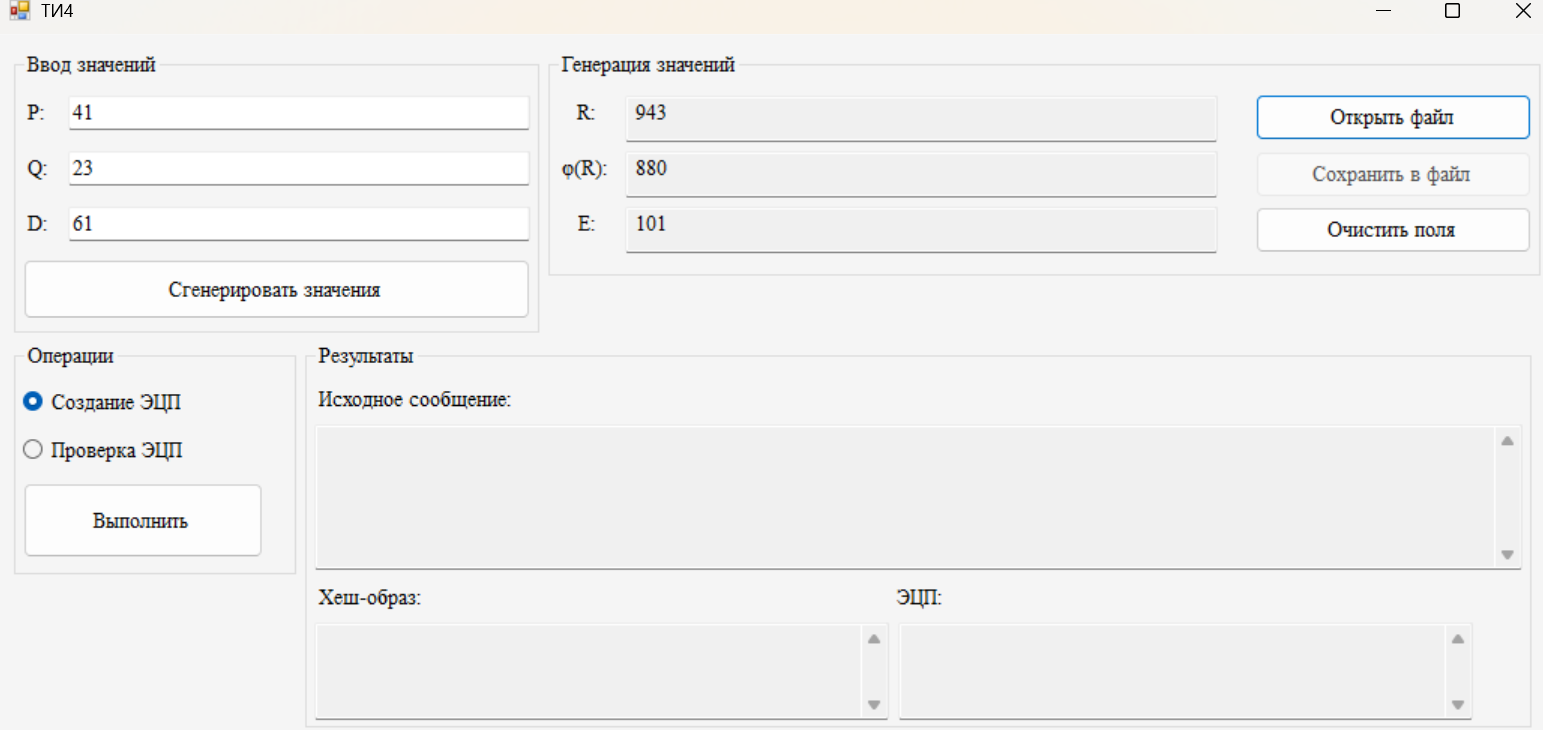 ТИ4
Ввод значений
P: 41
Q: 23
D: 61
Сгенерировать значения
Генерация значений
R: 943
φ(R): 880
E: 101
Открыть файл
Сохранить в файл
Очистить поля
Операции
Создание ЭЦП
Проверка ЭЦП
Выполнить
Результаты
Исходное сообщение:
Хеш-образ:
ЭЦП: